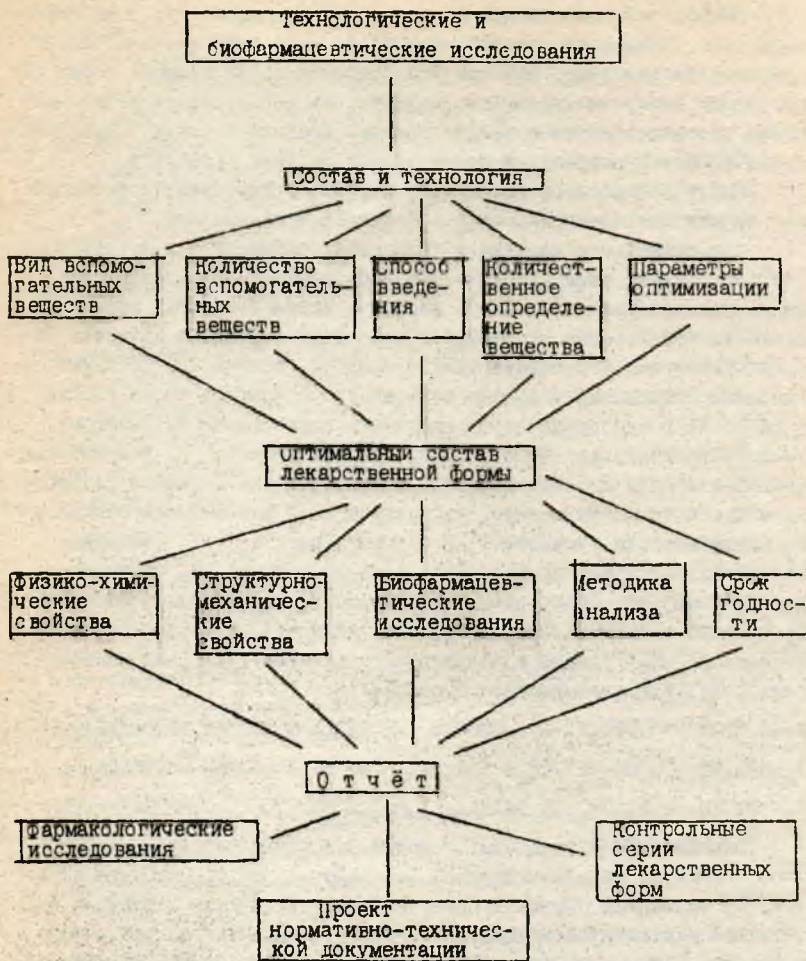 Технологические и
биофармацевтические исследования
Состав и технология
Вид вспомо-
гательных
веществ
Количество
вспомогатель-
ных
веществ
Способ
введе-
ния
Количест-
венное
определе-
ние
вещества
Параметры
оптимизации
Оптимальный состав
лекарственной формы
Физико-хими-
ческие
свойства
Структурно-
механичес-
кие
свойства
Биофармацев-
тические
исследования
Методика
анализа
Срок
годнос-
ти
О т ч ё т
Фармакологические
исследования
Контрольные
серии
лекарственных
форм
Проект
нормативно-техничес-
кой документации